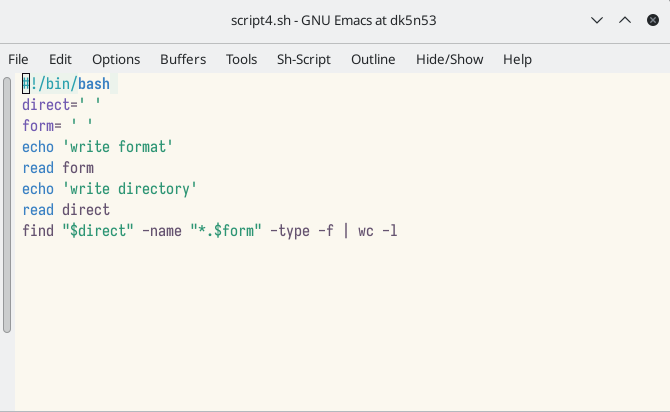 script4.sh - GNU Emacs at dk5n53
File Edit Options Buffers Tools Sh-Script Outline Hide/Show Help
#!/bin/bash
direct=' '
form= ' '
echo 'write format'
read form
echo 'write directory'
read direct
find "$direct" -name "*.$form" -type -f | wc -l